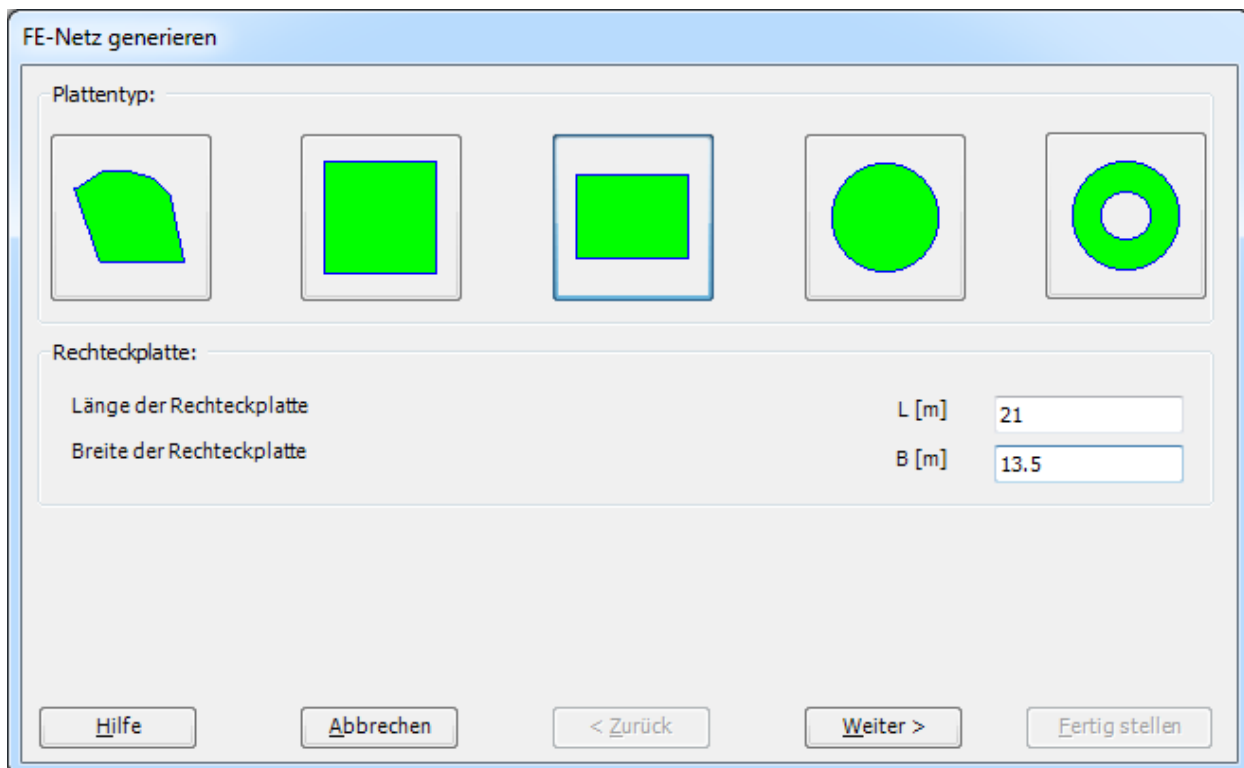 FE-Netz generieren
Plattentyp:
Rechteckplatte:
Länge der Rechteckplatte L [m] 21
Breite der Rechteckplatte B [m] 13.5
Hilfe Abbrechen < Zurück Weiter > Fertig stellen